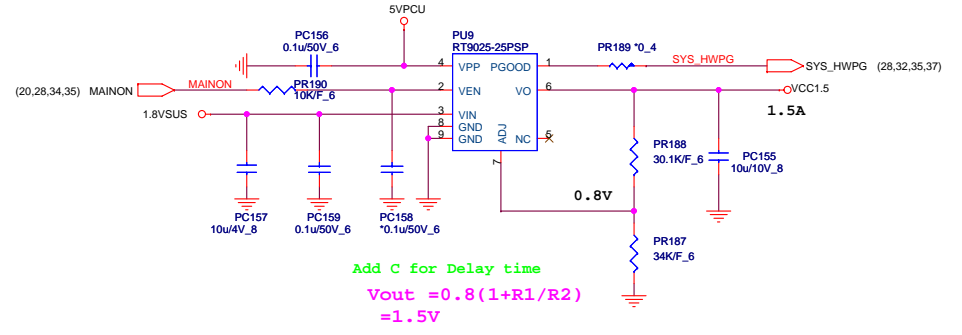 5VPCU
PC156
0.1u/50V_6
PU9
RT9025-25PSP
PR189 *0_4
4 VPP PGOOD 1
SYS_HWPG
SYS_HWPG (28,32,35,37)
(20,28,34,35) MAINON
MAINON
PR190
10K/F_6
2 VEN VO 6
VCC1.5
1.5A
1.8VSUS
3 VIN
8 GND
9 GND
ADJ
NC 5
7
PR188
30.1K/F_6
PC155
10u/10V_8
0.8V
PC157
10u/4V_8
PC159
0.1u/50V_6
PC158
*0.1u/50V_6
PR187
34K/F_6
Add C for Delay time
Vout =0.8(1+R1/R2)
=1.5V